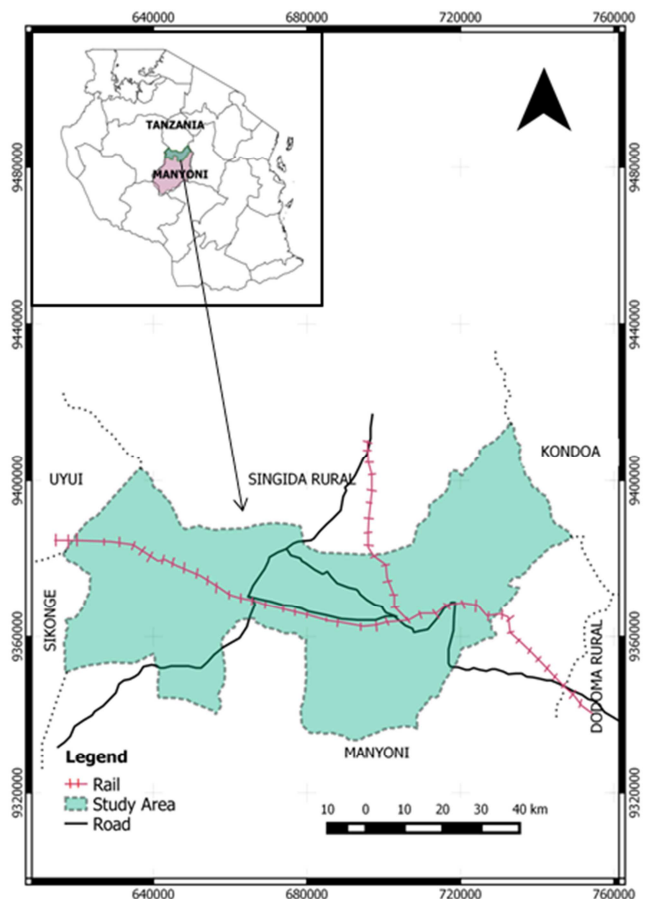 640000 680000 720000 760000
TANZANIA
MANYONI
9480000 9480000
9440000 9440000
KONDOA
UYUI SINGIDA RURAL
9400000 9400000
SIKONGE
9360000 9360000
DODOMA RURAL
MANYONI
Legend
Rail
Study Area
Road
10 0 10 20 30 40 km
9320000 9320000
640000 680000 720000 760000